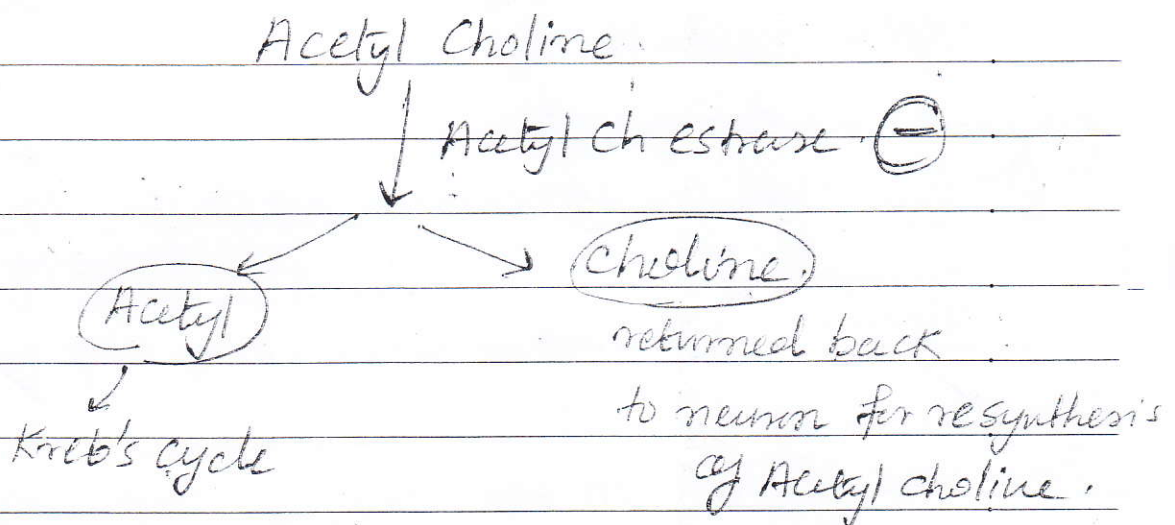 Acetyl Choline.
Acetyl Ch estrase. -
Acetyl
Choline.
returned back
to neuron for resynthesis
of Acetyl choline.
Kreb's cycle